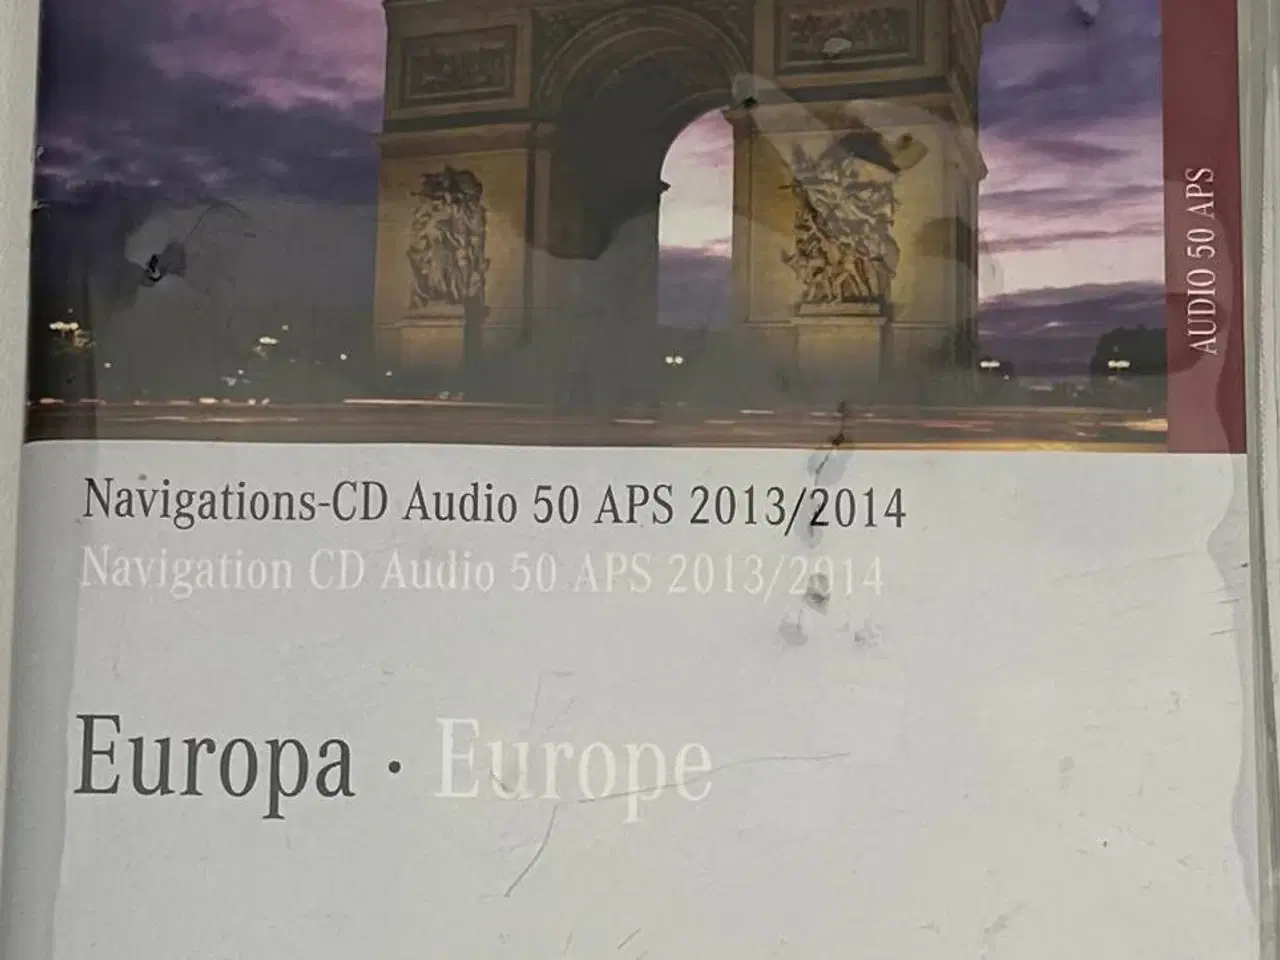 AUDIO 50 APS
Navigations-CD Audio 50 APS 2013/2014
Navigation CD Audio 50 APS 2013/2014
Europa · Europe